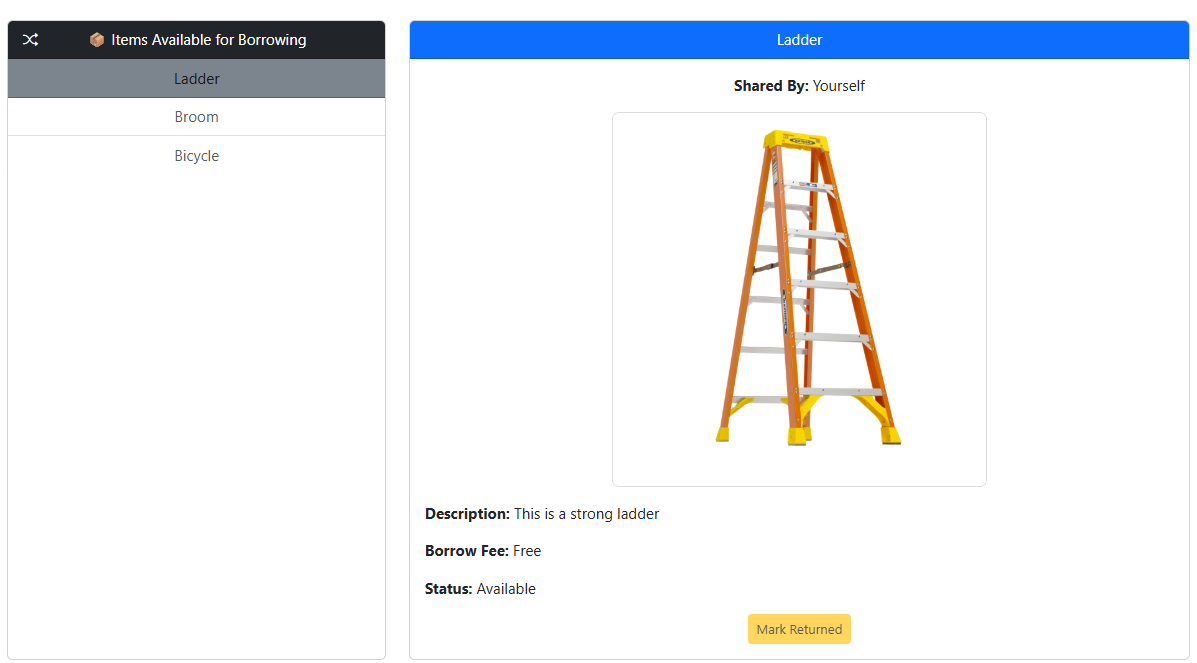 📦 Items Available for Borrowing
Ladder
Broom
Bicycle
Ladder
Shared By: Yourself
Description: This is a strong ladder
Borrow Fee: Free
Status: Available
Mark Returned